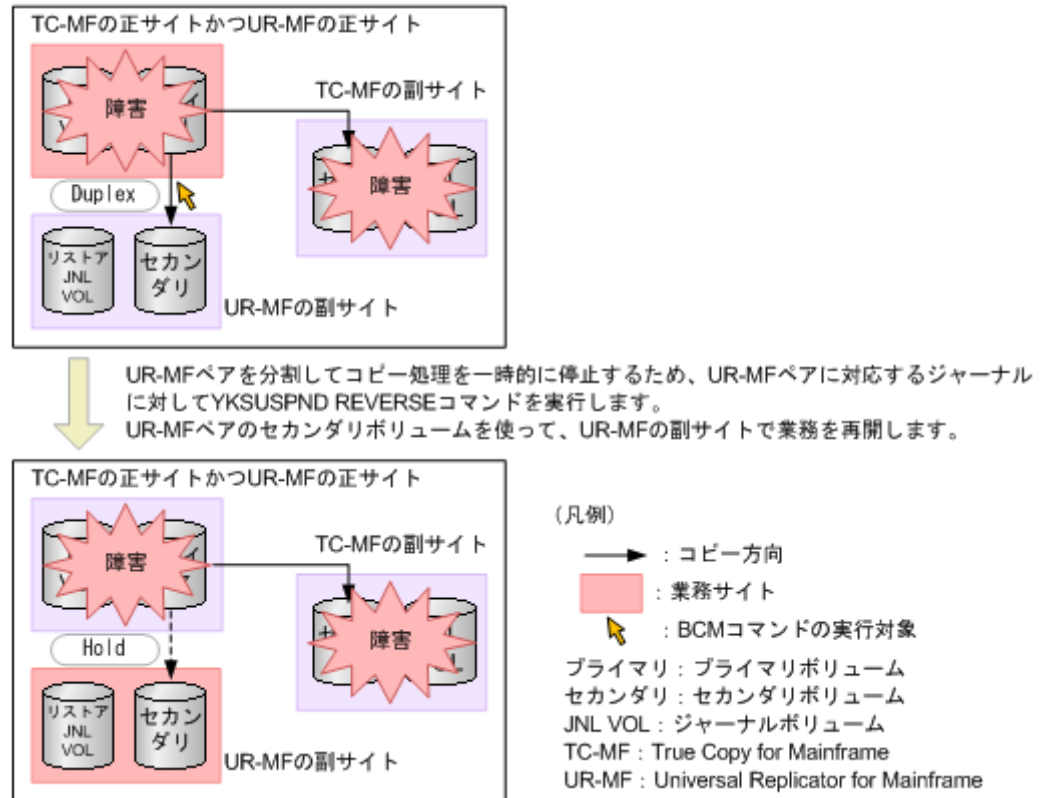 TC-MFの正サイトかつUR-MFの正サイト
障害
TC-MFの副サイト
障害
Duplex
リストア
JNL
VOL
セカン
ダリ
UR-MFの副サイト
UR-MFペアを分割してコピー処理を一時的に停止するため、UR-MFペアに対応するジャーナル
に対してYKSUSPND REVERSEコマンドを実行します。
UR-MFペアのセカンダリボリュームを使って、UR-MFの副サイトで業務を再開します。
TC-MFの正サイトかつUR-MFの正サイト
障害
TC-MFの副サイト
障害
Hold
リストア
JNL
VOL
セカン
ダリ
UR-MFの副サイト
（凡例）
：コピー方向
：業務サイト
：BCMコマンドの実行対象
プライマリ：プライマリボリューム
セカンダリ：セカンダリボリューム
JNL VOL：ジャーナルボリューム
TC-MF：True Copy for Mainframe
UR-MF：Universal Replicator for Mainframe